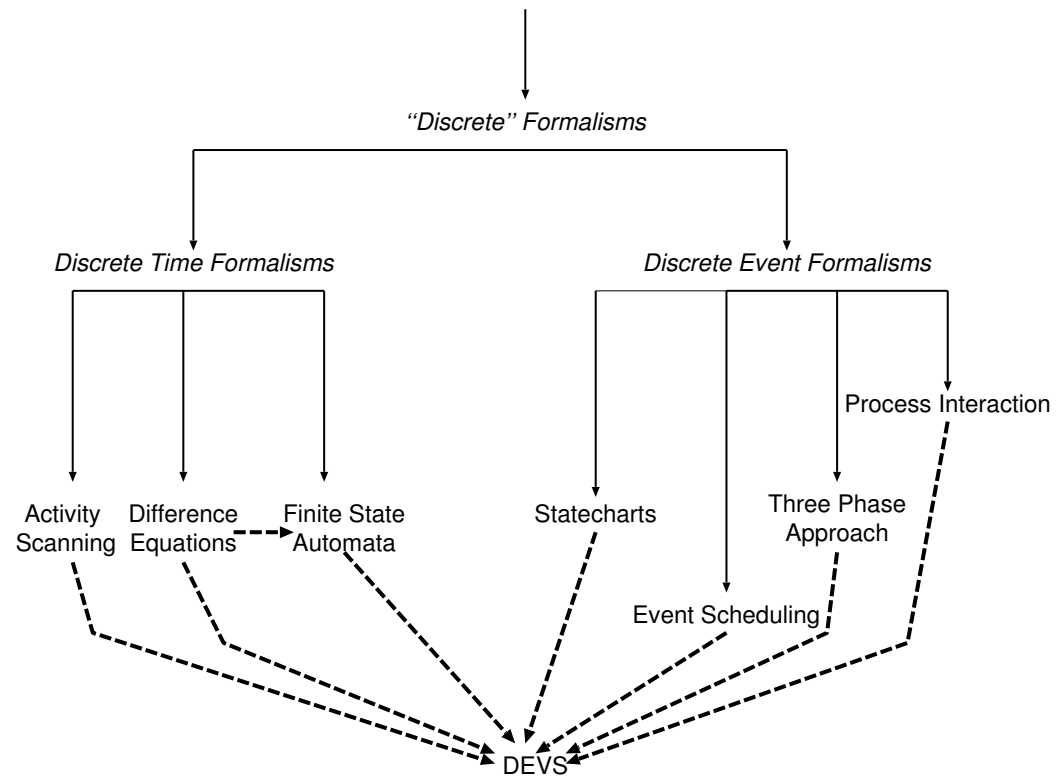 ‘‘Discrete’’ Formalisms
Discrete Time Formalisms
Discrete Event Formalisms
Process Interaction
Activity
Scanning
Difference
Equations
Finite State
Automata
Statecharts
Three Phase
Approach
Event Scheduling
DEVS